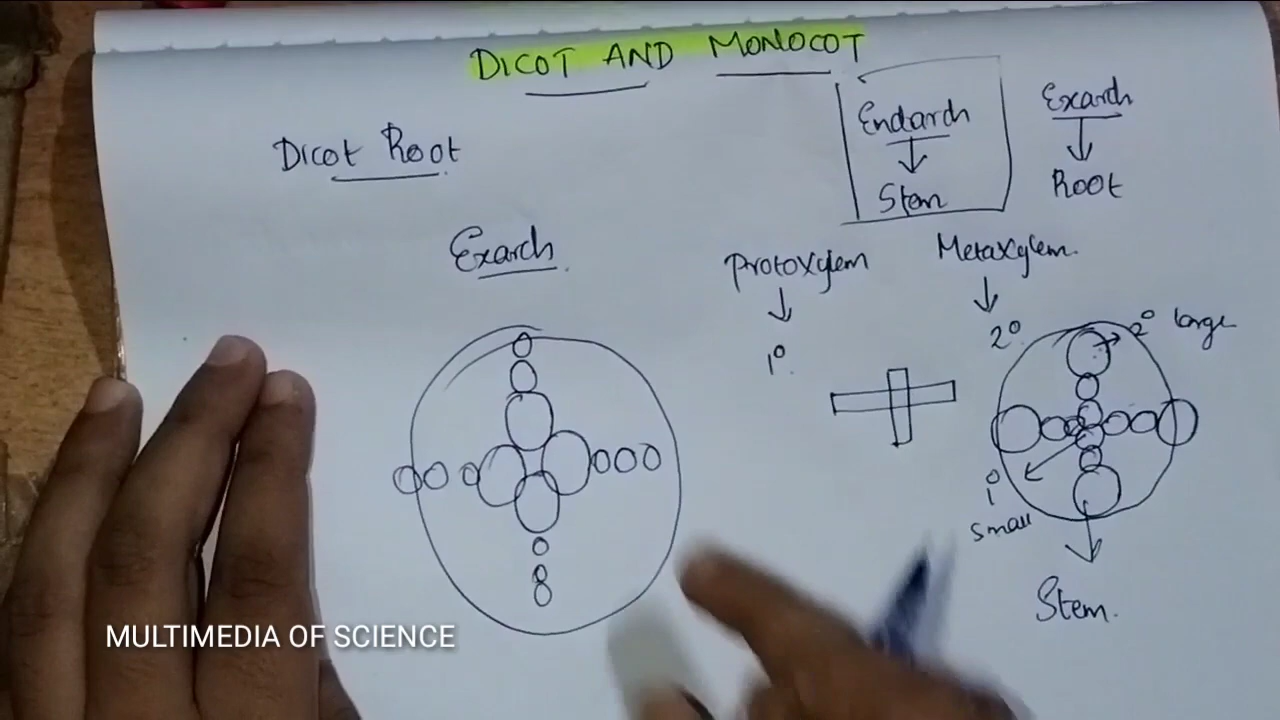 DICOT AND MONOCOT
Dicot Root
Endarch
Stem
Exarch
Root
Exarch
Protoxylem
1°
Metaxylem
2°
2° large
1°
small
Stem.
MULTIMEDIA OF SCIENCE